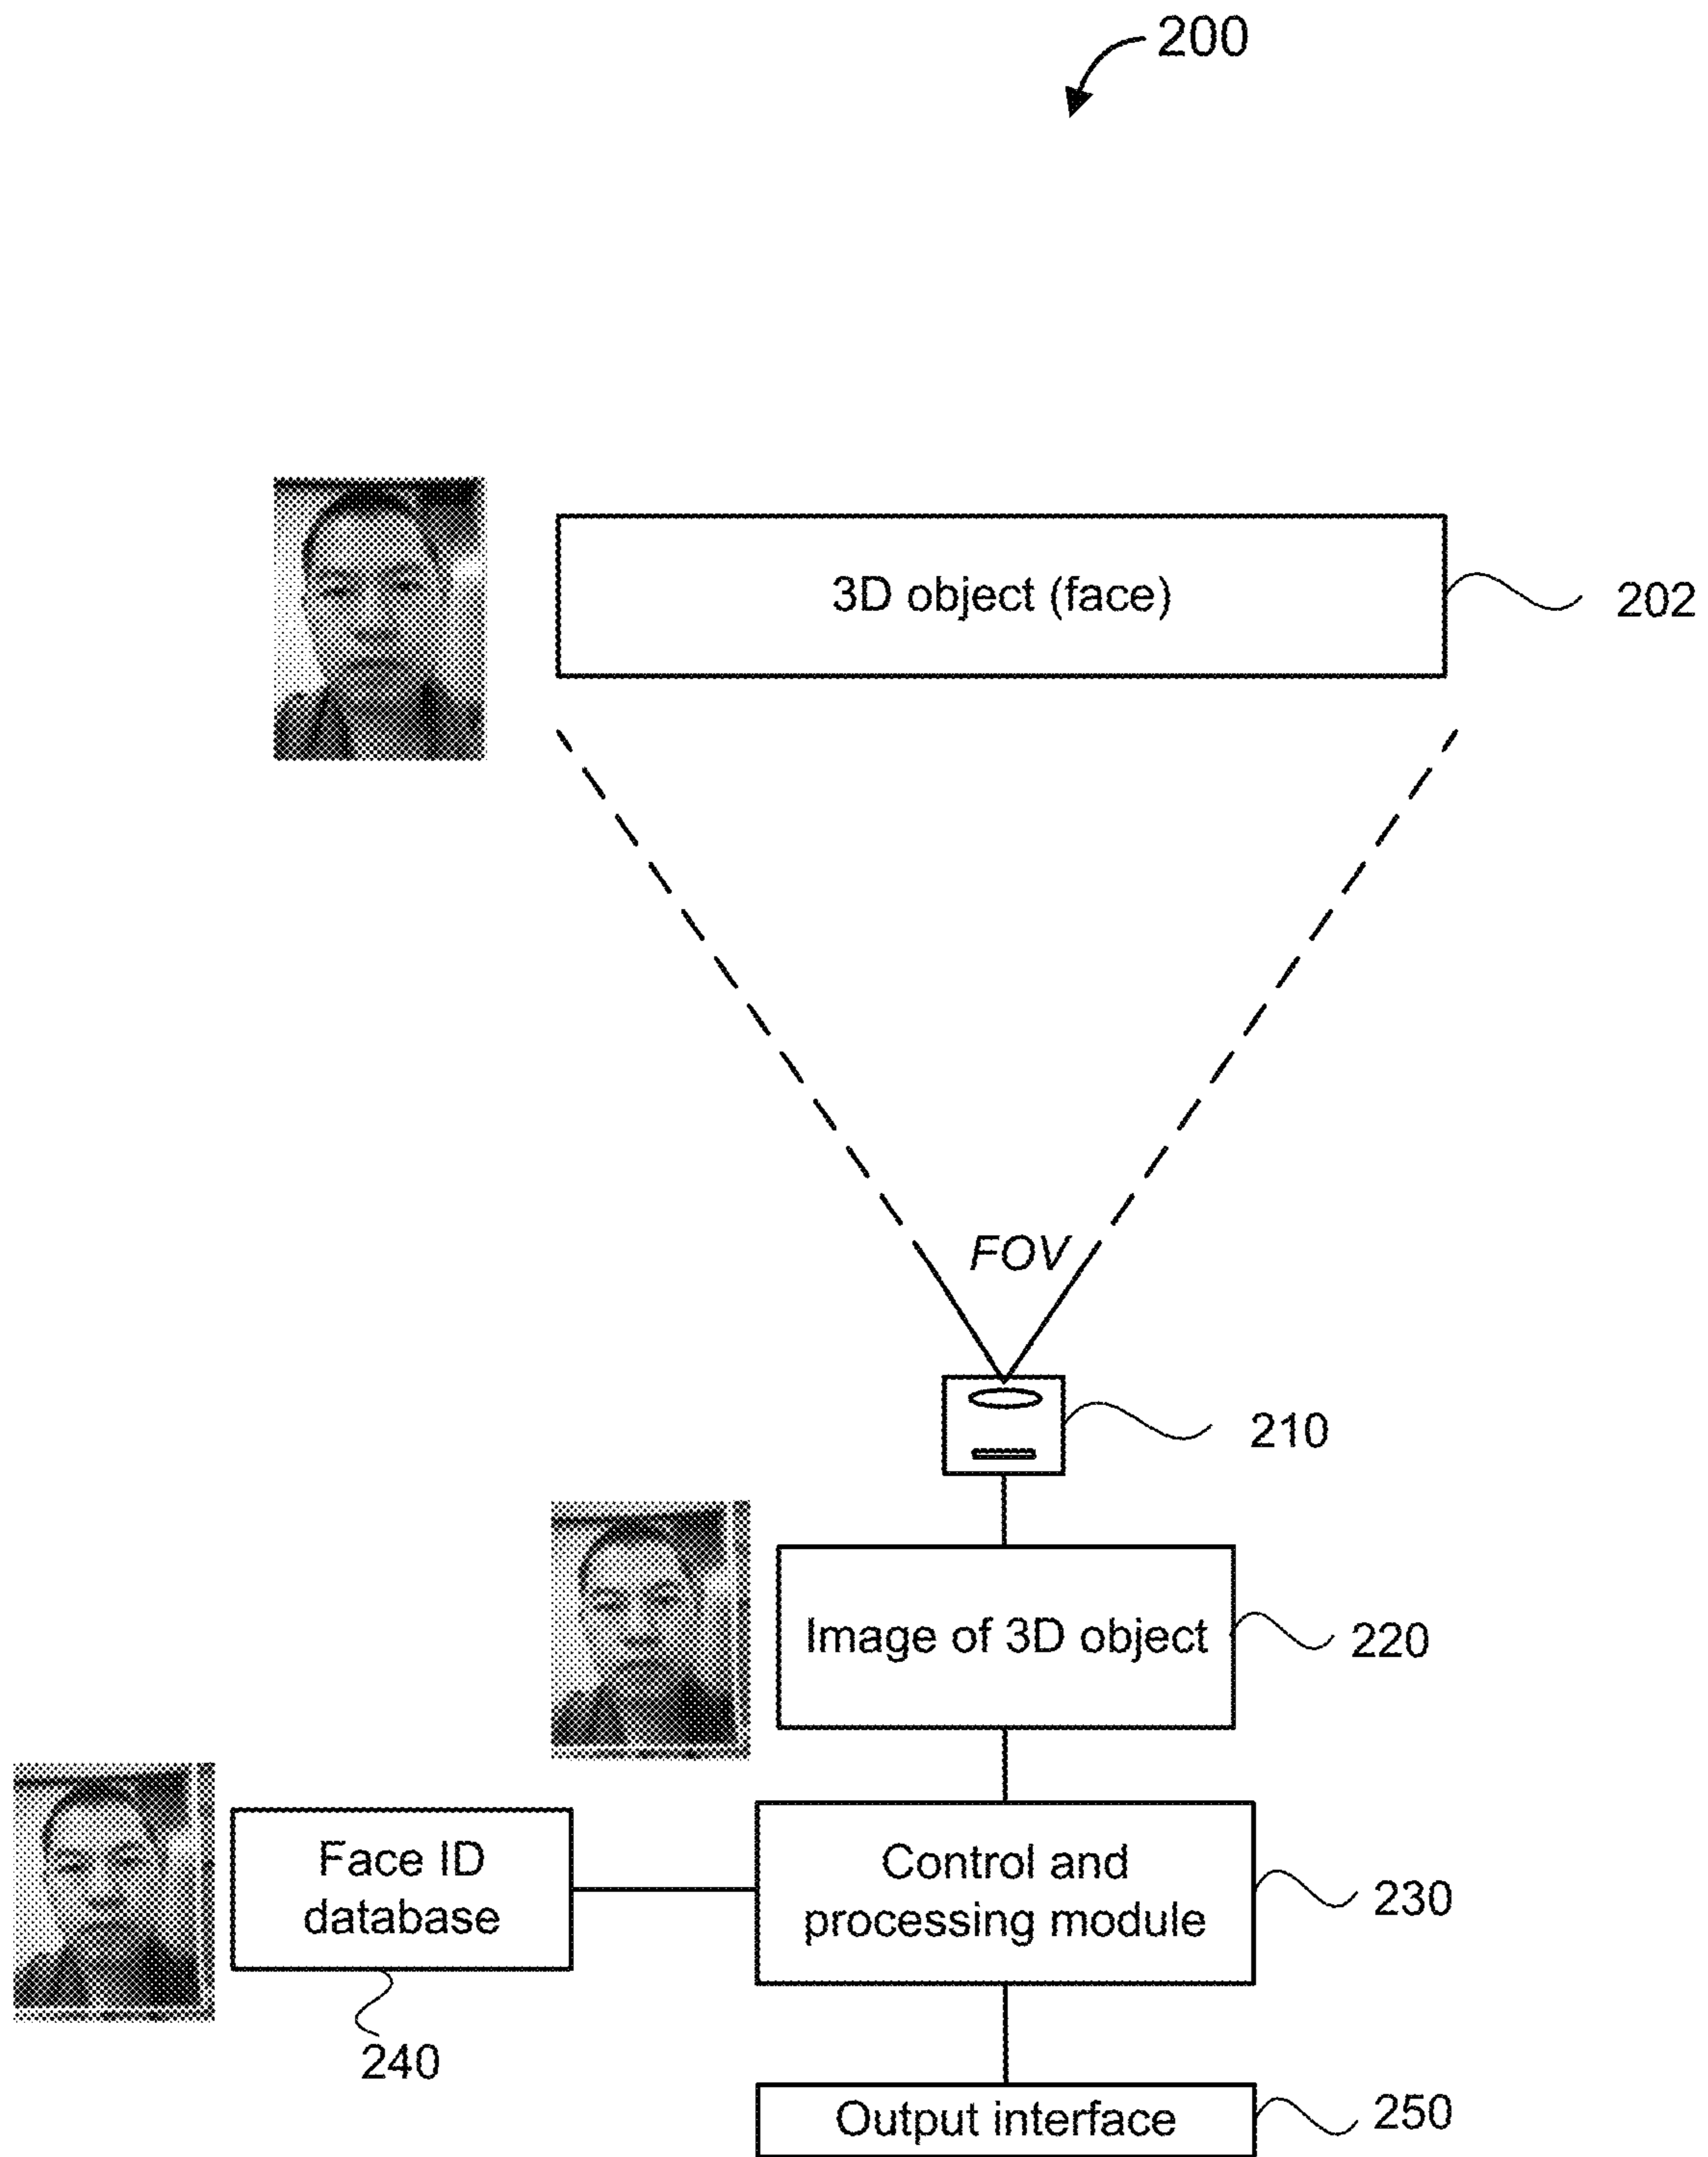 200
3D object (face)
202
FOV
210
Image of 3D object
220
Face ID
database
Control and
processing module
230
240
Output interface
250